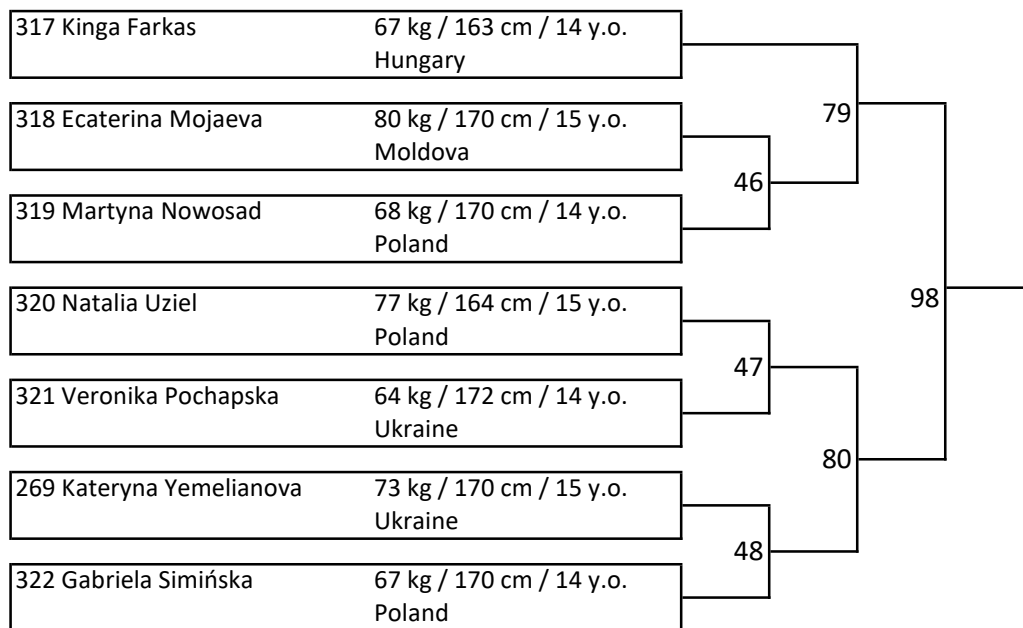 317 Kinga Farkas 67 kg / 163 cm / 14 y.o.
Hungary
79
318 Ecaterina Mojaeva 80 kg / 170 cm / 15 y.o.
Moldova
46
319 Martyna Nowosad 68 kg / 170 cm / 14 y.o.
Poland
98
320 Natalia Uziel 77 kg / 164 cm / 15 y.o.
Poland
47
321 Veronika Pochapska 64 kg / 172 cm / 14 y.o.
Ukraine
80
269 Kateryna Yemelianova 73 kg / 170 cm / 15 y.o.
Ukraine
48
322 Gabriela Simińska 67 kg / 170 cm / 14 y.o.
Poland